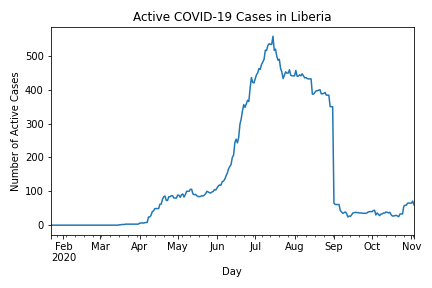 Active COVID-19 Cases in Liberia
Number of Active Cases
500
400
300
200
100
0
Feb Mar Apr May Jun Jul Aug Sep Oct Nov
2020
Day